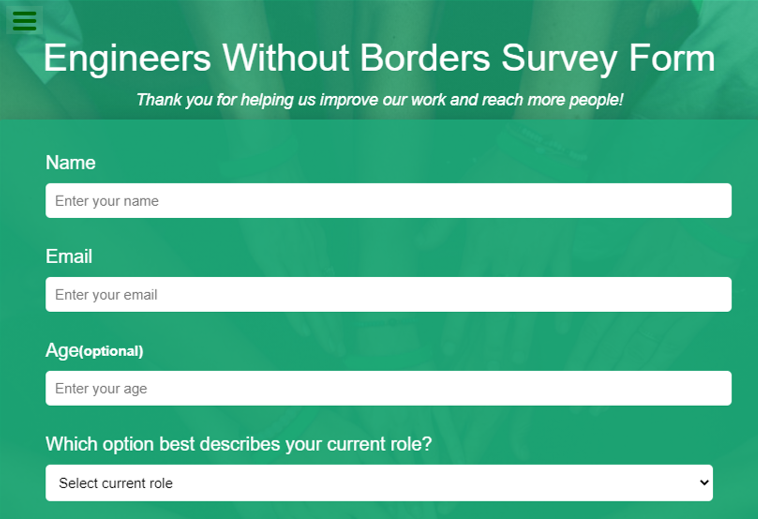 Engineers Without Borders Survey Form
Thank you for helping us improve our work and reach more people!
Name
Enter your name
Email
Enter your email
Age(optional)
Enter your age
Which option best describes your current role?
Select current role